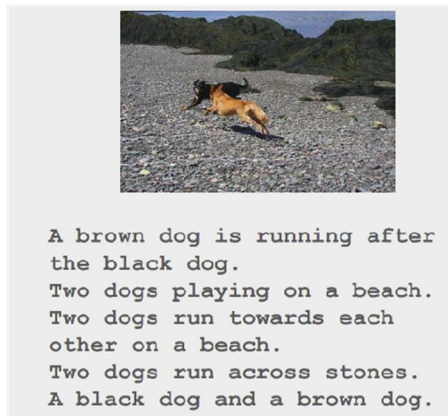 A brown dog is running after
the black dog.
Two dogs playing on a beach.
Two dogs run towards each
other on a beach.
Two dogs run across stones.
A black dog and a brown dog.